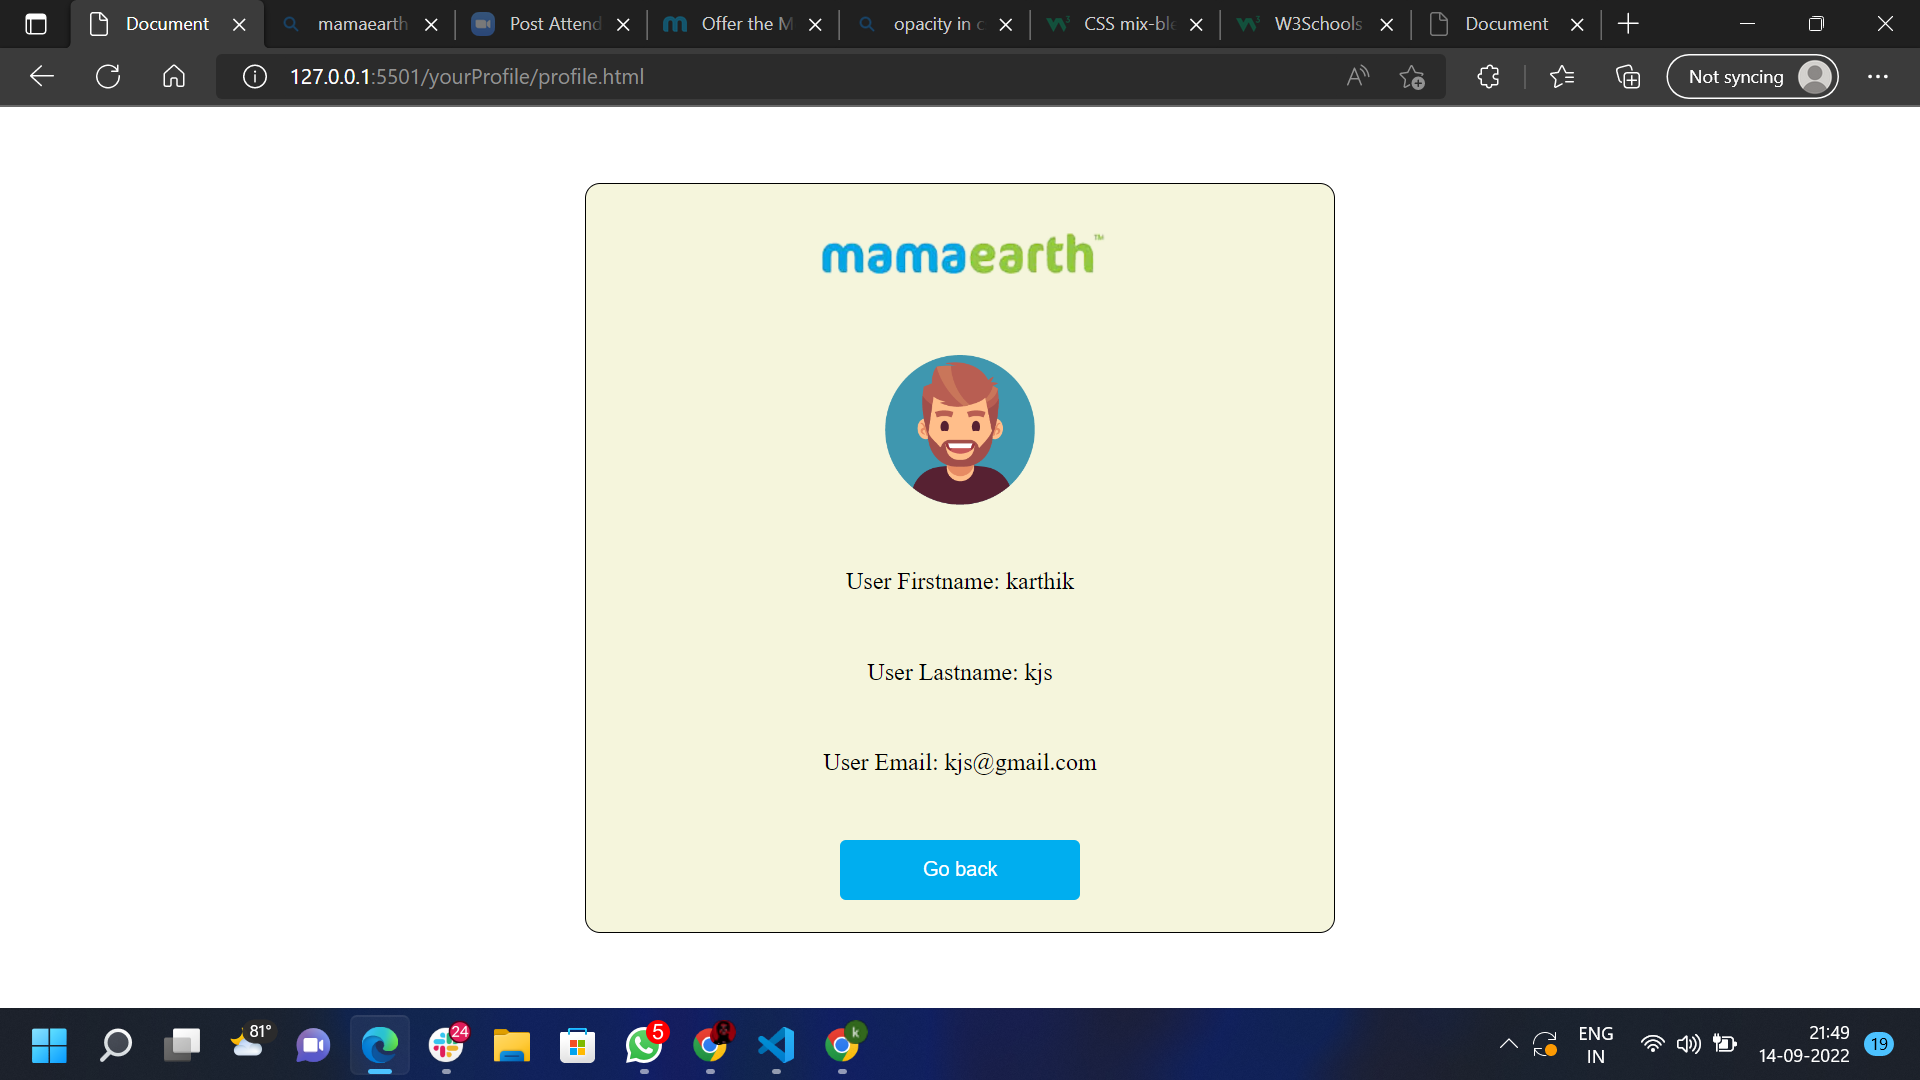 Document
mamaearth
Post Attend
Offer the M
opacity in c
CSS mix-ble
W3Schools
Document
127.0.0.1:5501/yourProfile/profile.html
Not syncing
mamaearth™
User Firstname: karthik
User Lastname: kjs
User Email: kjs@gmail.com
Go back
81°
24
5
k
ENG
IN
21:49
14-09-2022
19